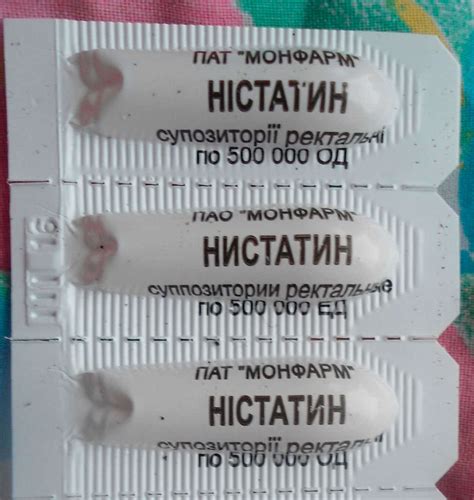 ПАТ "МОНФАРМ"
НІСТАТИН
супозиторії ректальні
по 500 000 ОД
ПАО "МОНФАРМ"
НИСТАТИН
суппозитории ректальные
по 500 000 ЕД
ПАТ "МОНФАРМ"
НІСТАТИН
супозиторії ректальні
по 500 000 ОД
16